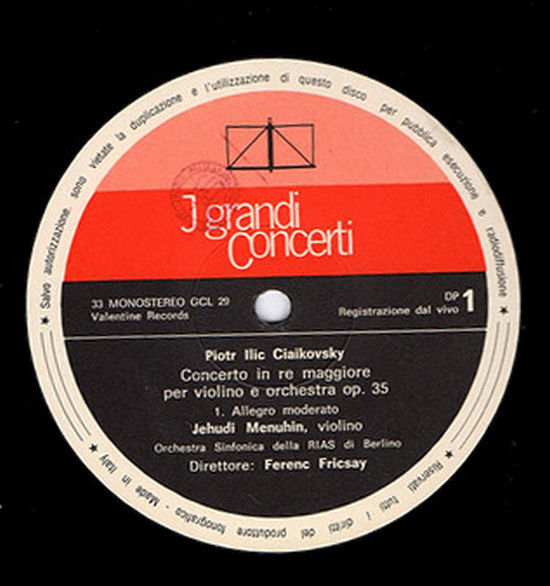 ★ Salvo autorizzazione, sono vietate la duplicazione e l'utilizzazione di questo disco per pubblica esecuzione e radiodiffusione ★
J grandi
Concerti
33 MONOSTEREO GCL 29
Valentine Records
DP 1
Registrazione dal vivo
Piotr Ilic Ciaikovsky
Concerto in re maggiore
per violino e orchestra op. 35
1. Allegro moderato
Jehudi Menuhin, violino
Orchestra Sinfonica della RIAS di Berlino
Direttore: Ferenc Fricsay
★ Riservati tutti i diritti del produttore fonografico - Made in Italy ★